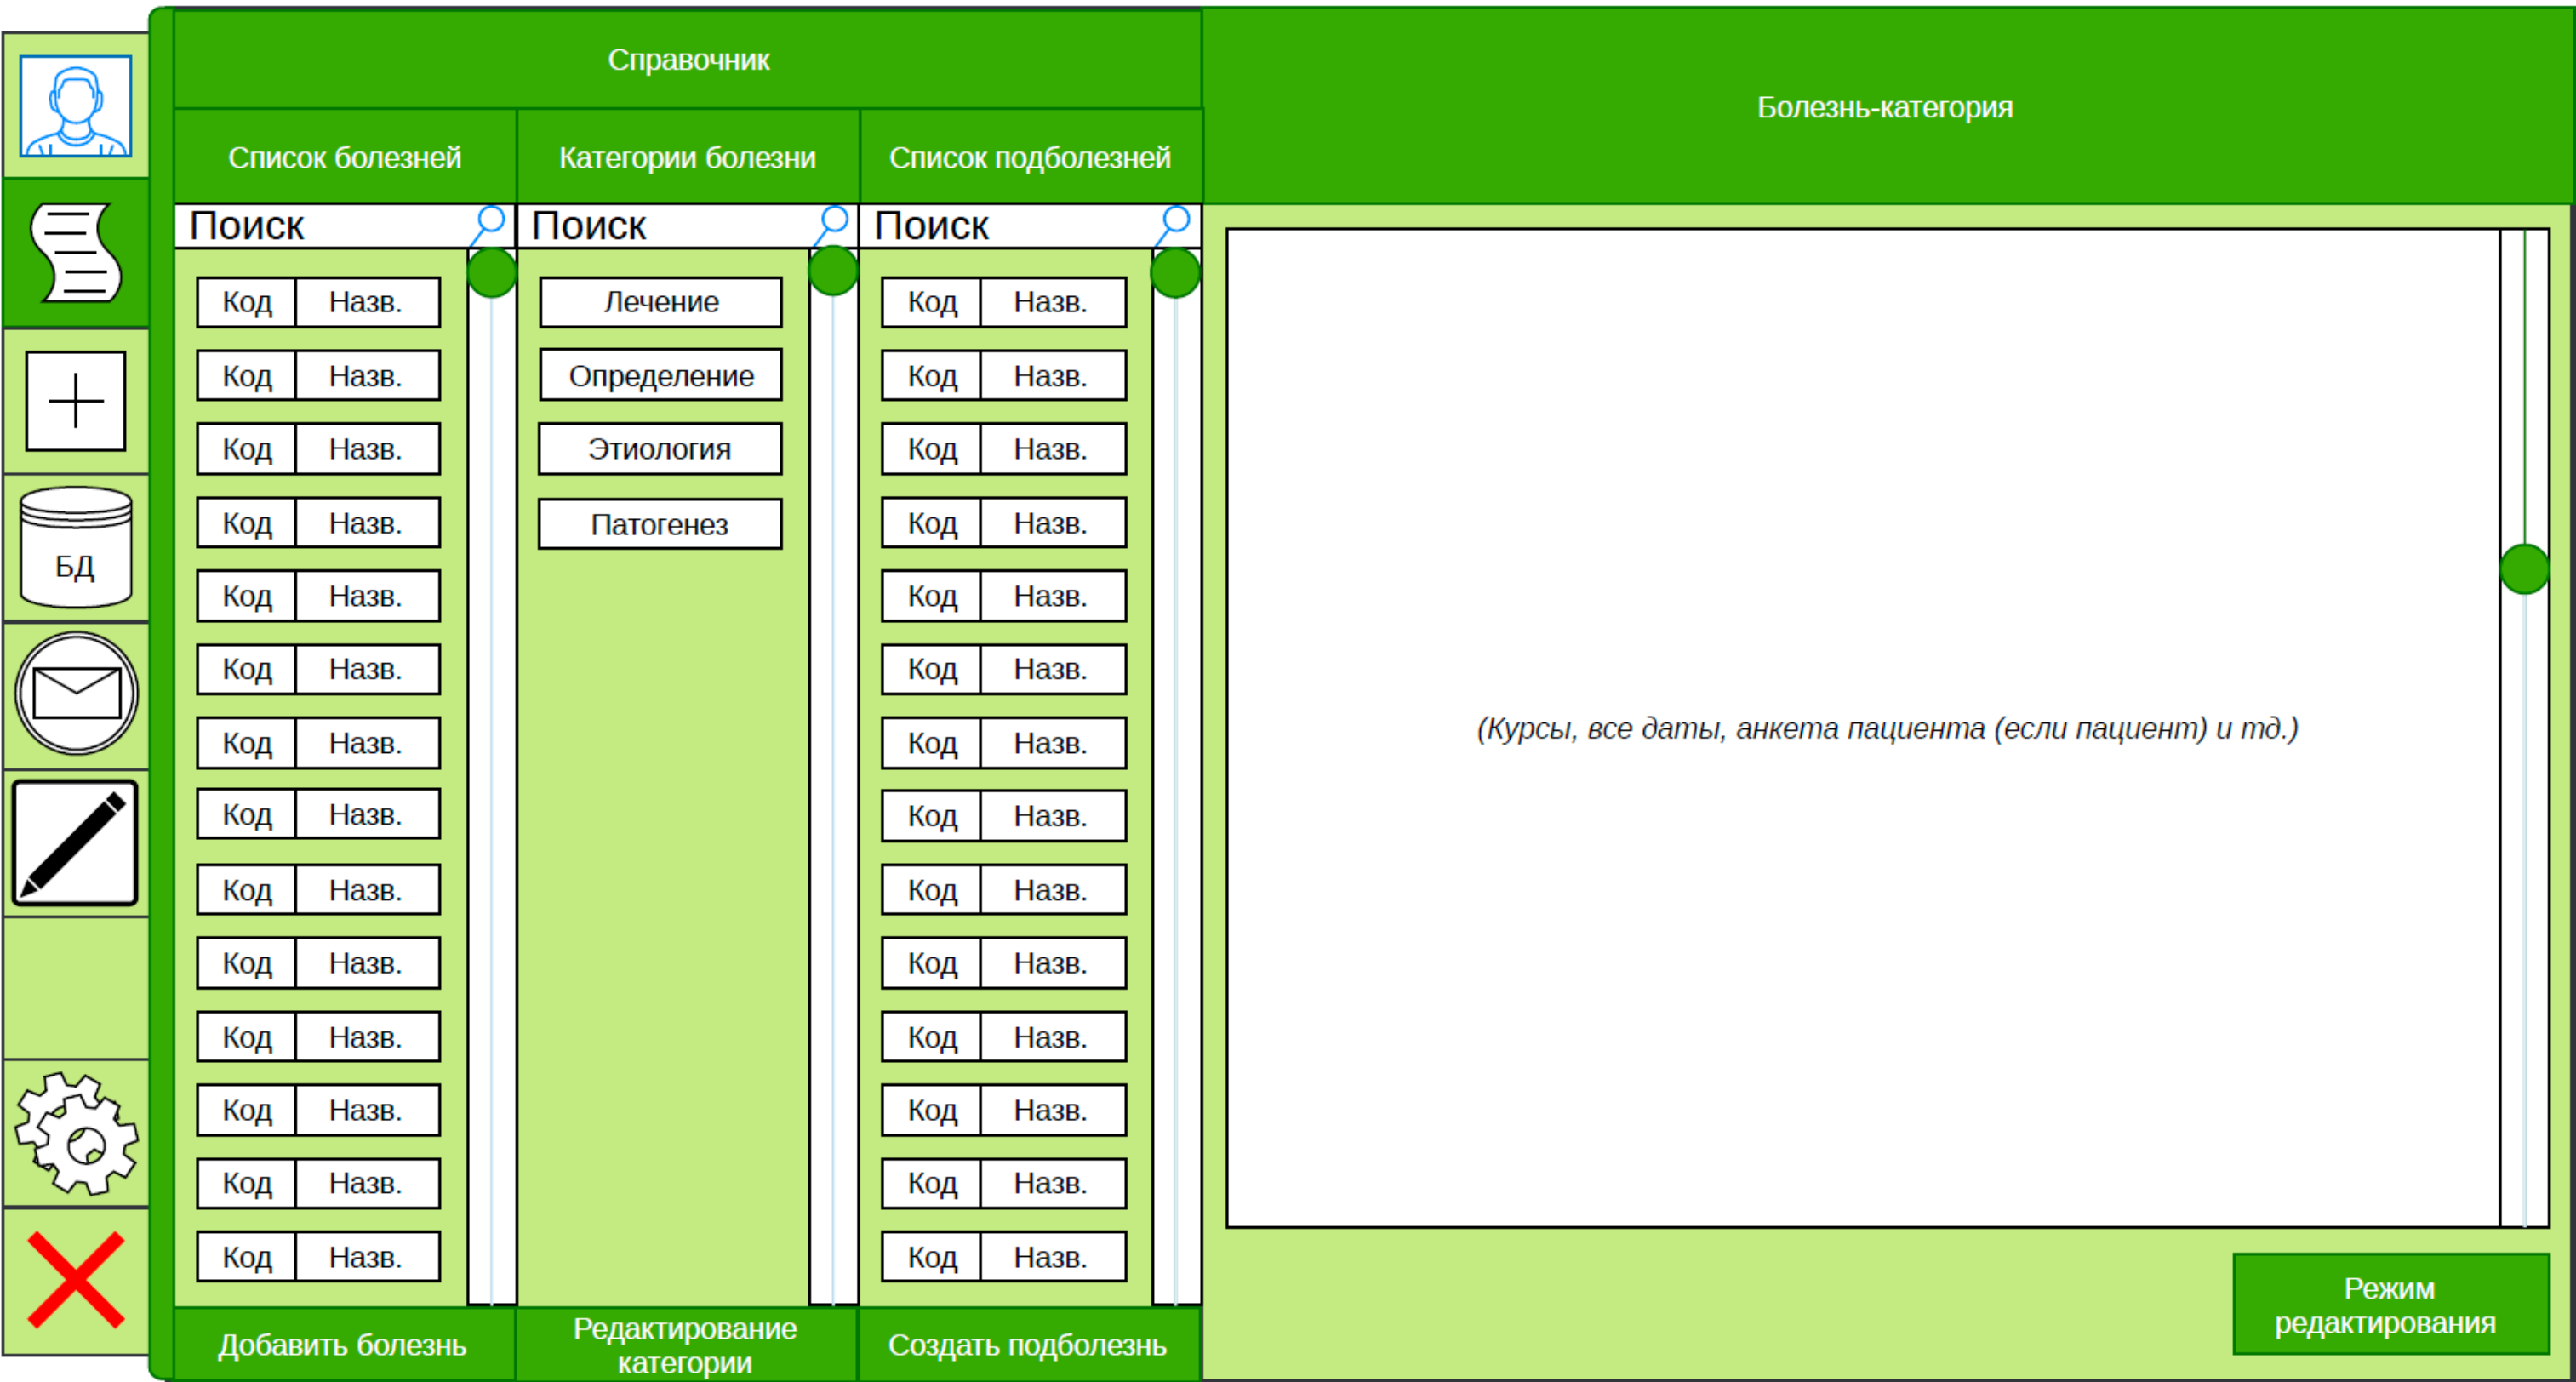 Справочник
Болезнь-категория
Список болезней
Категории болезни
Список подболезней
Поиск
Поиск
Поиск
Код Назв.
Лечение
Код Назв.
Код Назв.
Определение
Код Назв.
Код Назв.
Этиология
Код Назв.
Код Назв.
Патогенез
Код Назв.
БД
Код Назв.
Код Назв.
Код Назв.
Код Назв.
Код Назв.
Код Назв.
(Курсы, все даты, анкета пациента (если пациент) и тд.)
Код Назв.
Код Назв.
Код Назв.
Код Назв.
Код Назв.
Код Назв.
Код Назв.
Код Назв.
Код Назв.
Код Назв.
Код Назв.
Код Назв.
Код Назв.
Код Назв.
Режим
редактирования
Добавить болезнь
Редактирование
категории
Создать подболезнь